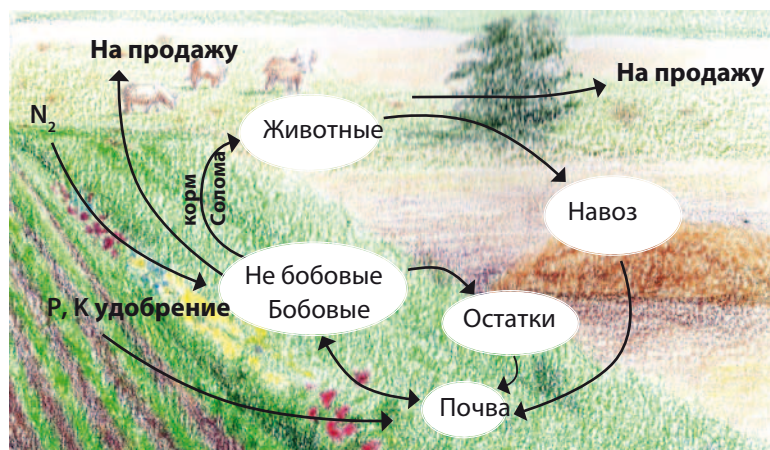 На продажу
На продажу
N₂
Животные
корм
Солома
Навоз
Не бобовые
Бобовые
P, K удобрение
Остатки
Почва